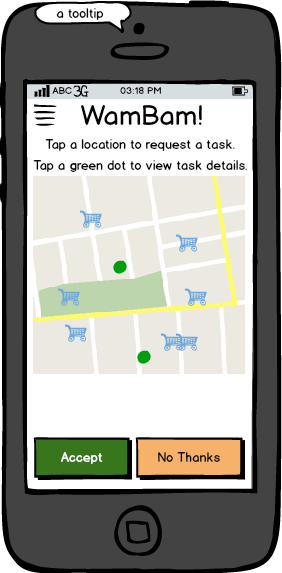 a tooltip
ABC 3G 03:18 PM
WamBam!
Tap a location to request a task.
Tap a green dot to view task details.
Accept No Thanks